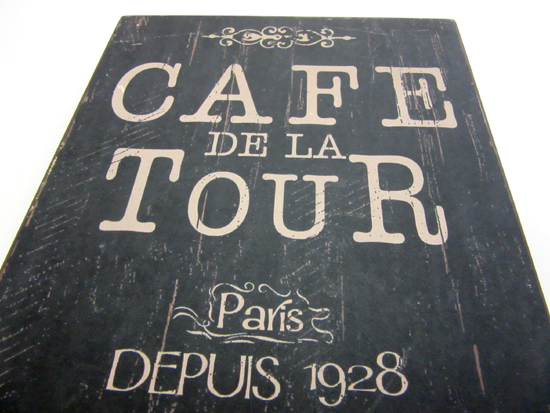 CAFE
DE LA
TOUR
Paris
DEPUIS 1928